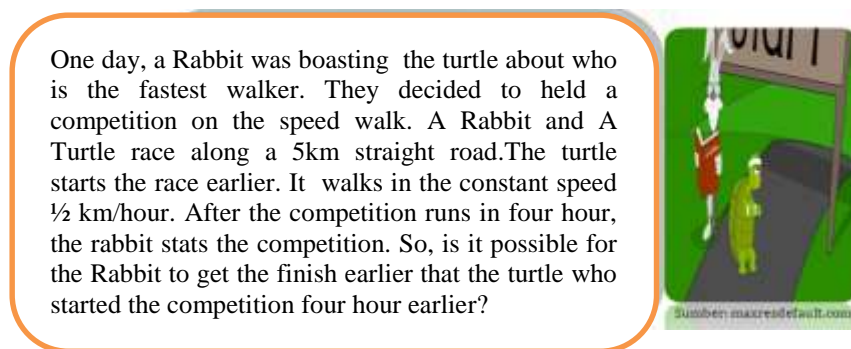 One day, a Rabbit was boasting the turtle about who
is the fastest walker. They decided to held a
competition on the speed walk. A Rabbit and A
Turtle race along a 5km straight road.The turtle
starts the race earlier. It walks in the constant speed
½ km/hour. After the competition runs in four hour,
the rabbit stats the competition. So, is it possible for
the Rabbit to get the finish earlier that the turtle who
started the competition four hour earlier?
Sumber: maxresdefault.com